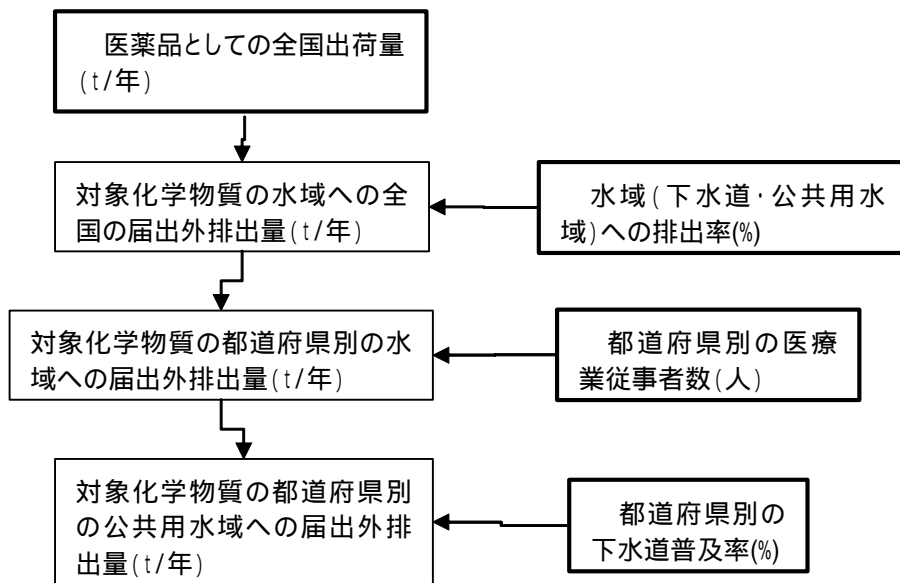 医薬品としての全国出荷量
(t/年)
対象化学物質の水域への全
国の届出外排出量(t/年)
水域(下水道・公共用水
域)への排出率(%)
対象化学物質の都道府県別の水
域への届出外排出量(t/年)
都道府県別の医療
業従事者数(人)
対象化学物質の都道府県別
の公共用水域への届出外排
出量(t/年)
都道府県別の
下水道普及率(%)